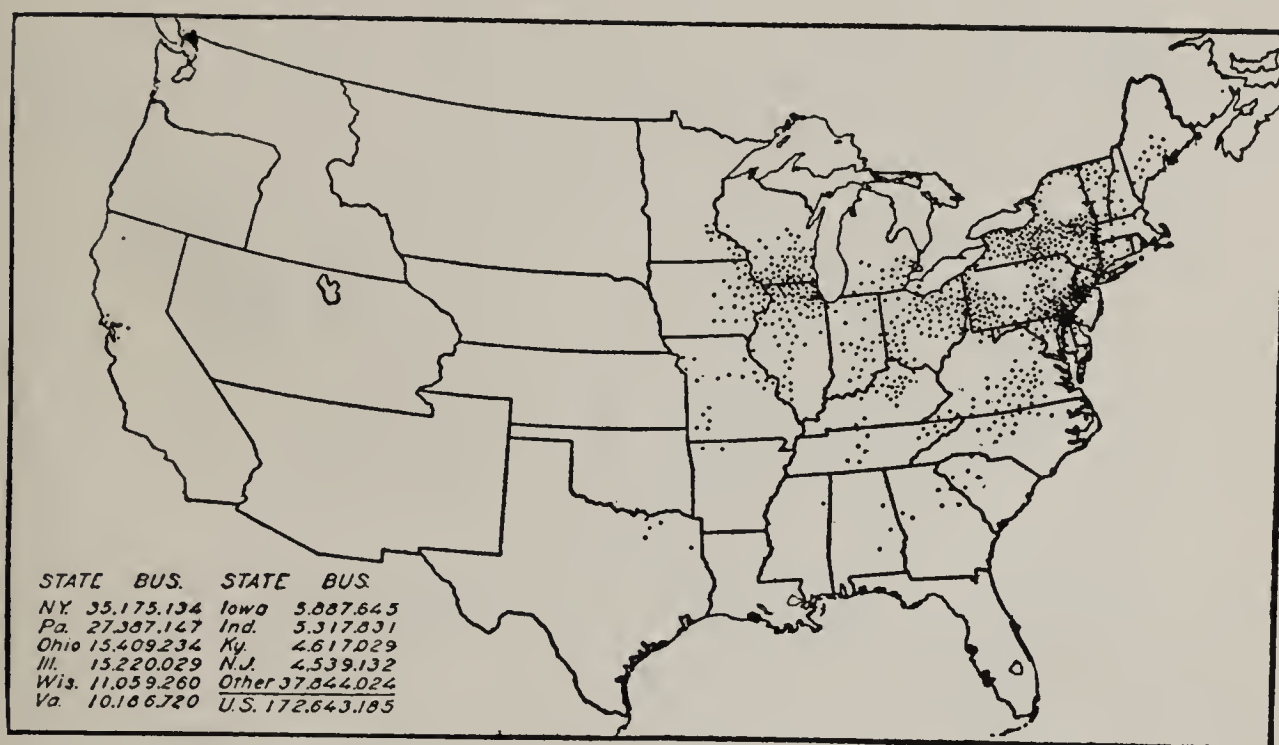 STATE BUS. STATE BUS.
NY. 35.175.134 Iowa 5.887.645
Pa. 27.387.147 Ind. 5.317.831
Ohio 15.409.234 Ky. 4.617.029
Ill. 15.220.029 N.J. 4.539.132
Wis. 11.059.260 Other 37.844.024
Va. 10.186.720 U.S. 172.643.185